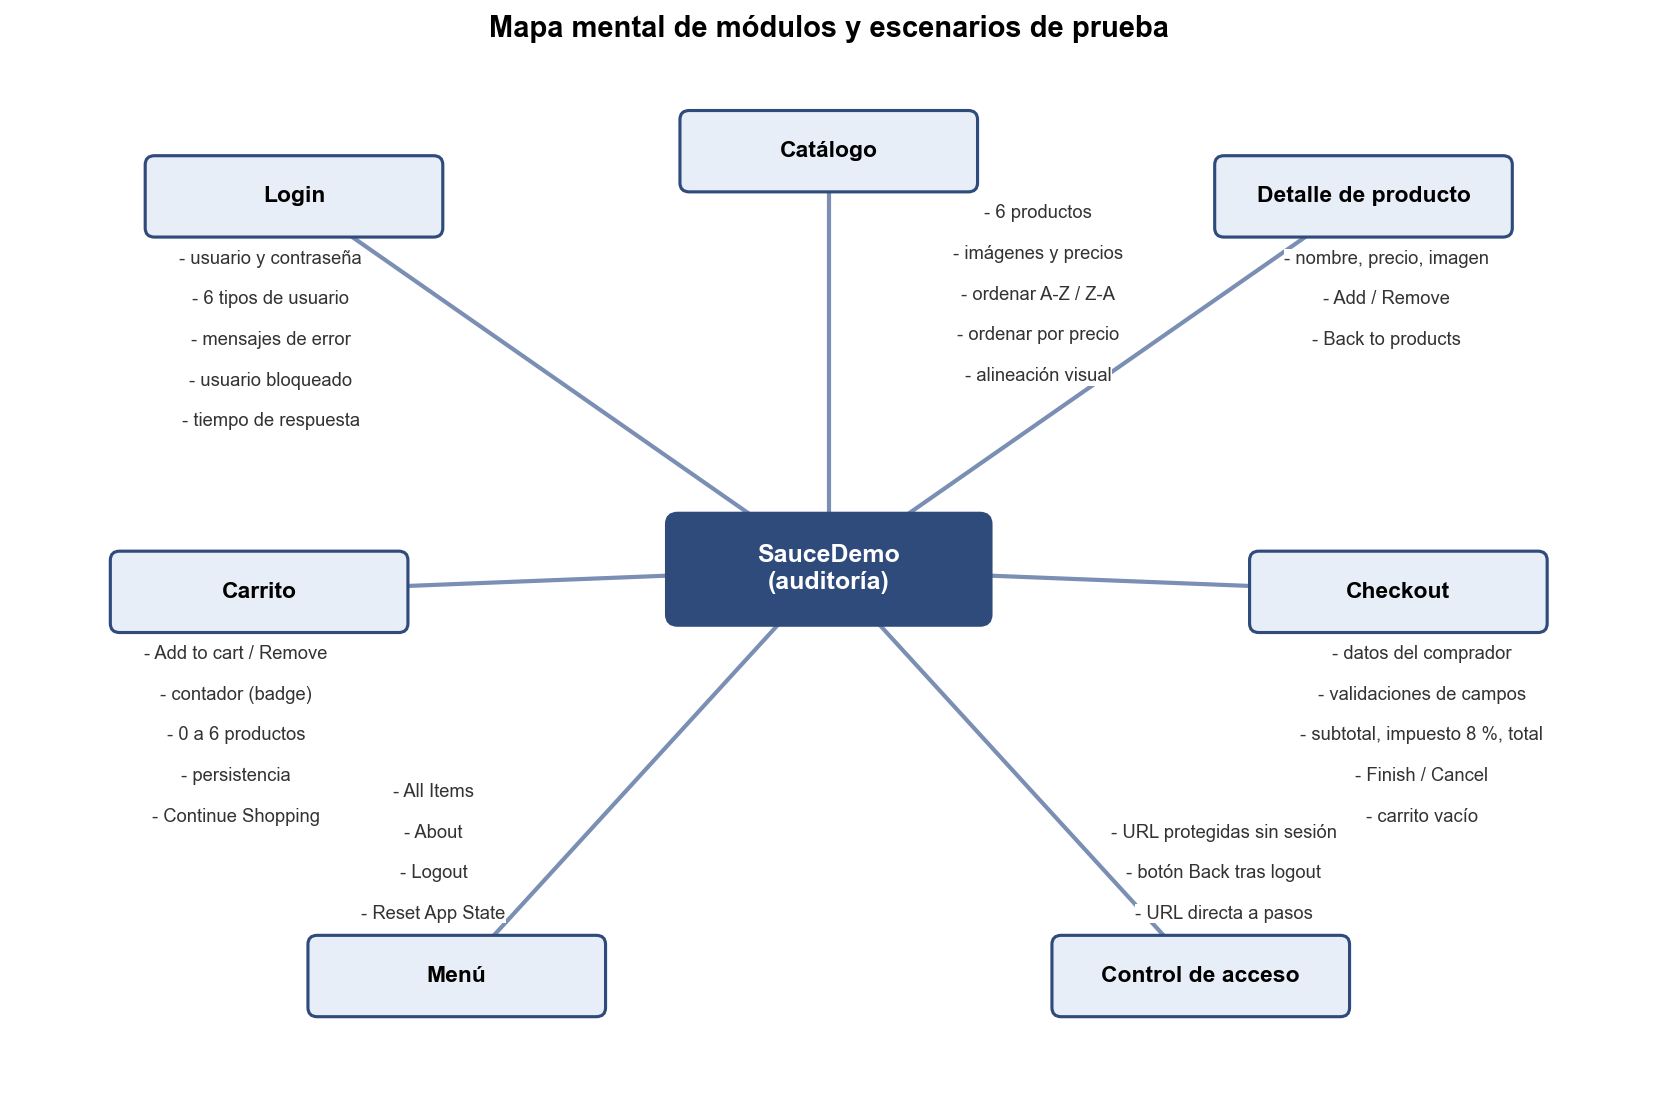 Mapa mental de módulos y escenarios de prueba
Login
- usuario y contraseña
- 6 tipos de usuario
- mensajes de error
- usuario bloqueado
- tiempo de respuesta
Catálogo
- 6 productos
- imágenes y precios
- ordenar A-Z / Z-A
- ordenar por precio
- alineación visual
Detalle de producto
- nombre, precio, imagen
- Add / Remove
- Back to products
SauceDemo
(auditoría)
Carrito
- Add to cart / Remove
- contador (badge)
- 0 a 6 productos
- persistencia
- Continue Shopping
Checkout
- datos del comprador
- validaciones de campos
- subtotal, impuesto 8 %, total
- Finish / Cancel
- carrito vacío
- All Items
- About
- Logout
- Reset App State
Menú
- URL protegidas sin sesión
- botón Back tras logout
- URL directa a pasos
Control de acceso